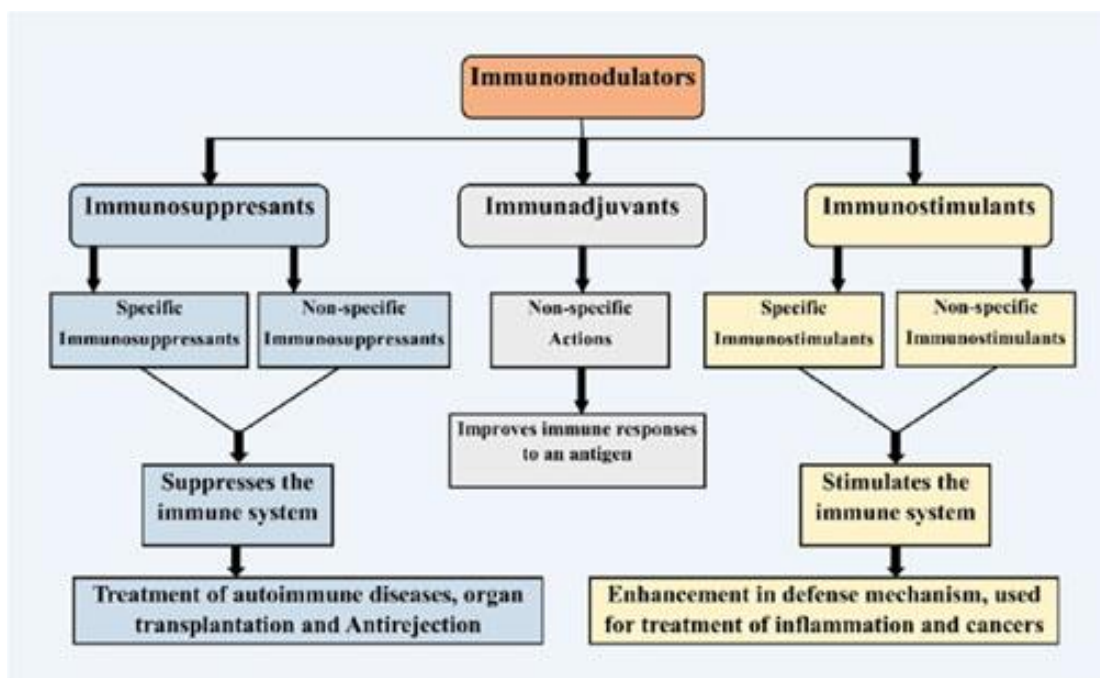 Immunomodulators
Immunosuppresants
Immunadjuvants
Immunostimulants
Specific
Immunosuppressants
Non-specific
Immunosuppressants
Non-specific
Actions
Specific
Immunostimulants
Non-specific
Immunostimulants
Improves immune responses
to an antigen
Suppresses the
immune system
Stimulates the
immune system
Treatment of autoimmune diseases, organ
transplantation and Antirejection
Enhancement in defense mechanism, used
for treatment of inflammation and cancers